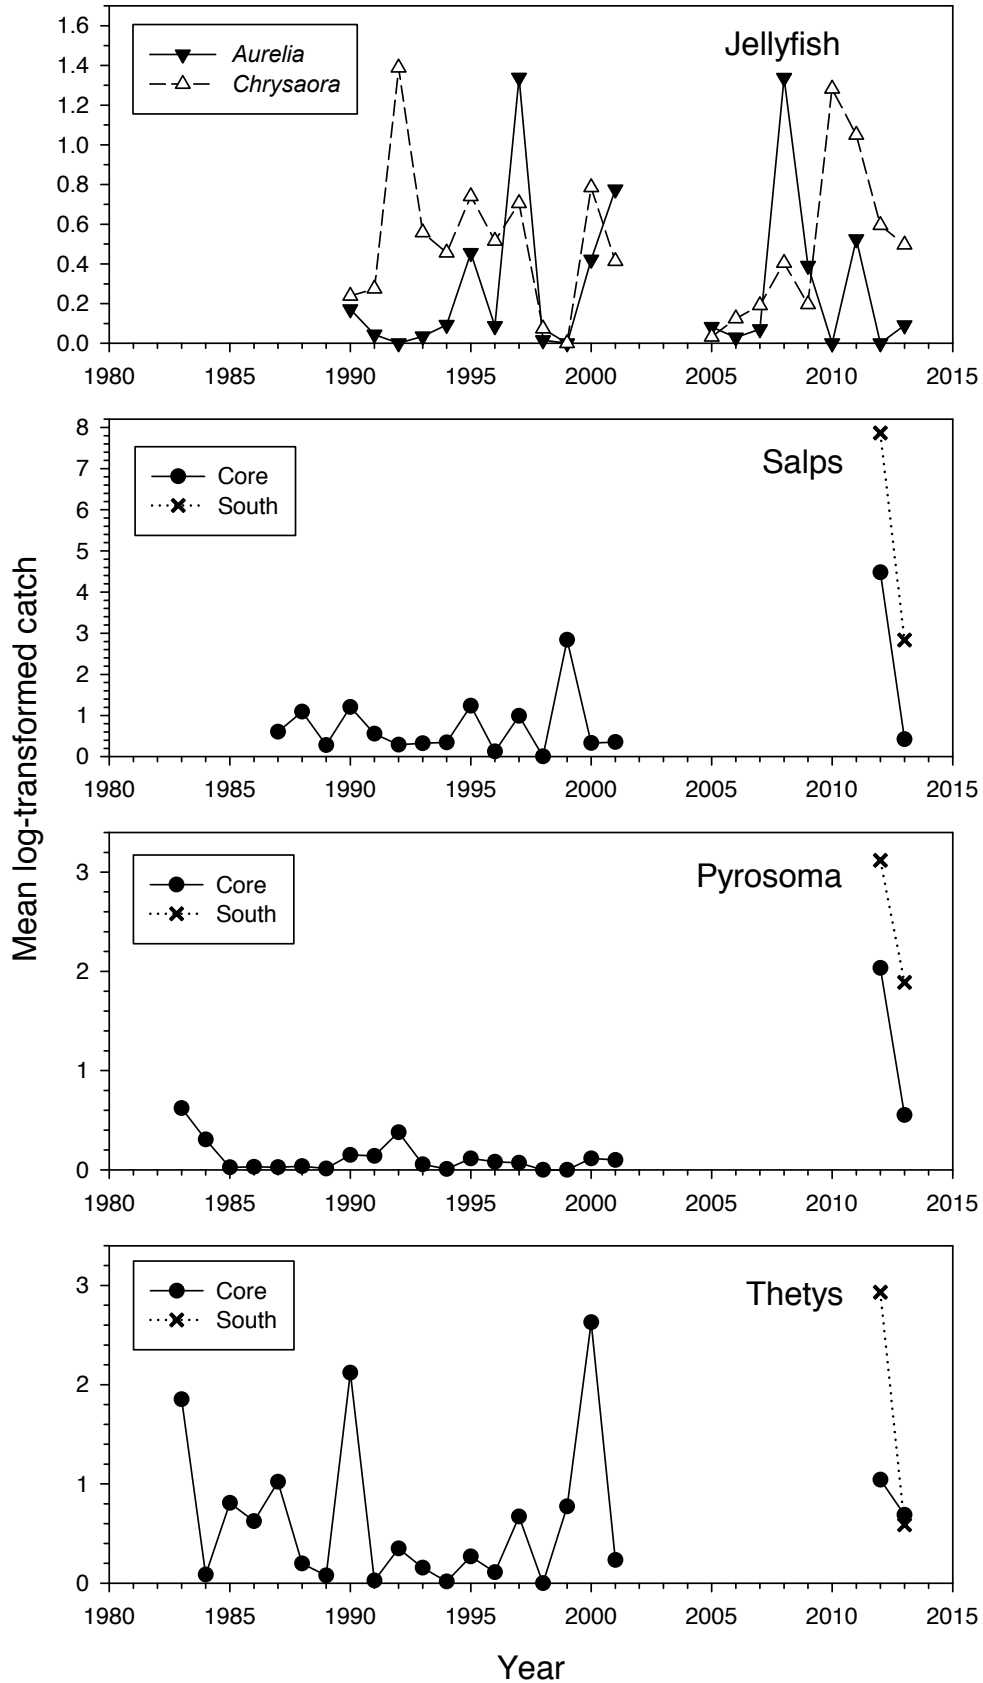 Mean log-transformed catch
1.6
1.4
1.2
1.0
0.8
0.6
0.4
0.2
0.0
Aurelia
Chrysaora
Jellyfish
1980 1985 1990 1995 2000 2005 2010 2015
8
7
6
5
4
3
2
1
0
Core
South
Salps
1980 1985 1990 1995 2000 2005 2010 2015
3
2
1
0
Core
South
Pyrosoma
1980 1985 1990 1995 2000 2005 2010 2015
3
2
1
0
Core
South
Thetys
1980 1985 1990 1995 2000 2005 2010 2015
Year